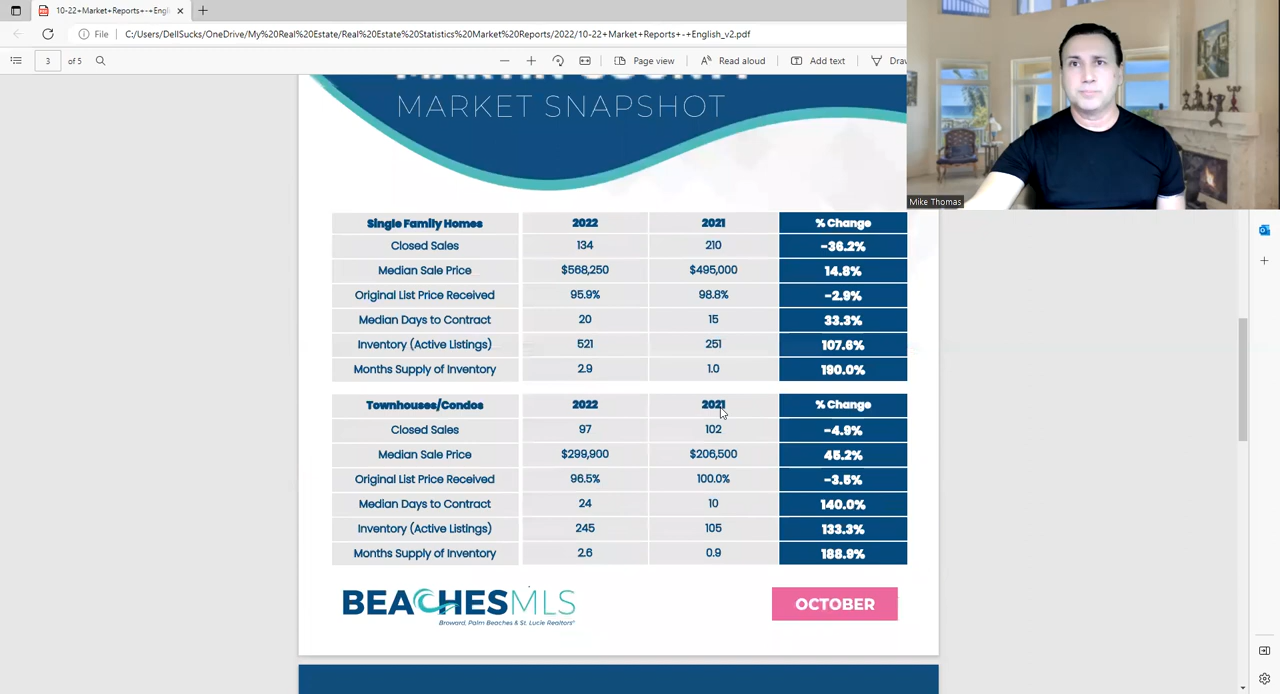 10-22+Market+Reports+-+Engli
File
C:/Users/DellSucks/OneDrive/My%20Real%20Estate/Real%20Estate%20Statistics%20Market%20Reports/2022/10-22+Market+Reports+-+English_v2.pdf
3 of 5
Page view
Read aloud
Add text
Draw
MARTIN COUNTY
MARKET SNAPSHOT
Mike Thomas
Single Family Homes 2022 2021 % Change
Closed Sales 134 210 -36.2%
Median Sale Price $568,250 $495,000 14.8%
Original List Price Received 95.9% 98.8% -2.9%
Median Days to Contract 20 15 33.3%
Inventory (Active Listings) 521 251 107.6%
Months Supply of Inventory 2.9 1.0 190.0%
Townhouses/Condos 2022 2021 % Change
Closed Sales 97 102 -4.9%
Median Sale Price $299,900 $206,500 45.2%
Original List Price Received 96.5% 100.0% -3.5%
Median Days to Contract 24 10 140.0%
Inventory (Active Listings) 245 105 133.3%
Months Supply of Inventory 2.6 0.9 188.9%
BEACHESMLS
Broward, Palm Beaches & St. Lucie Realtors®
OCTOBER